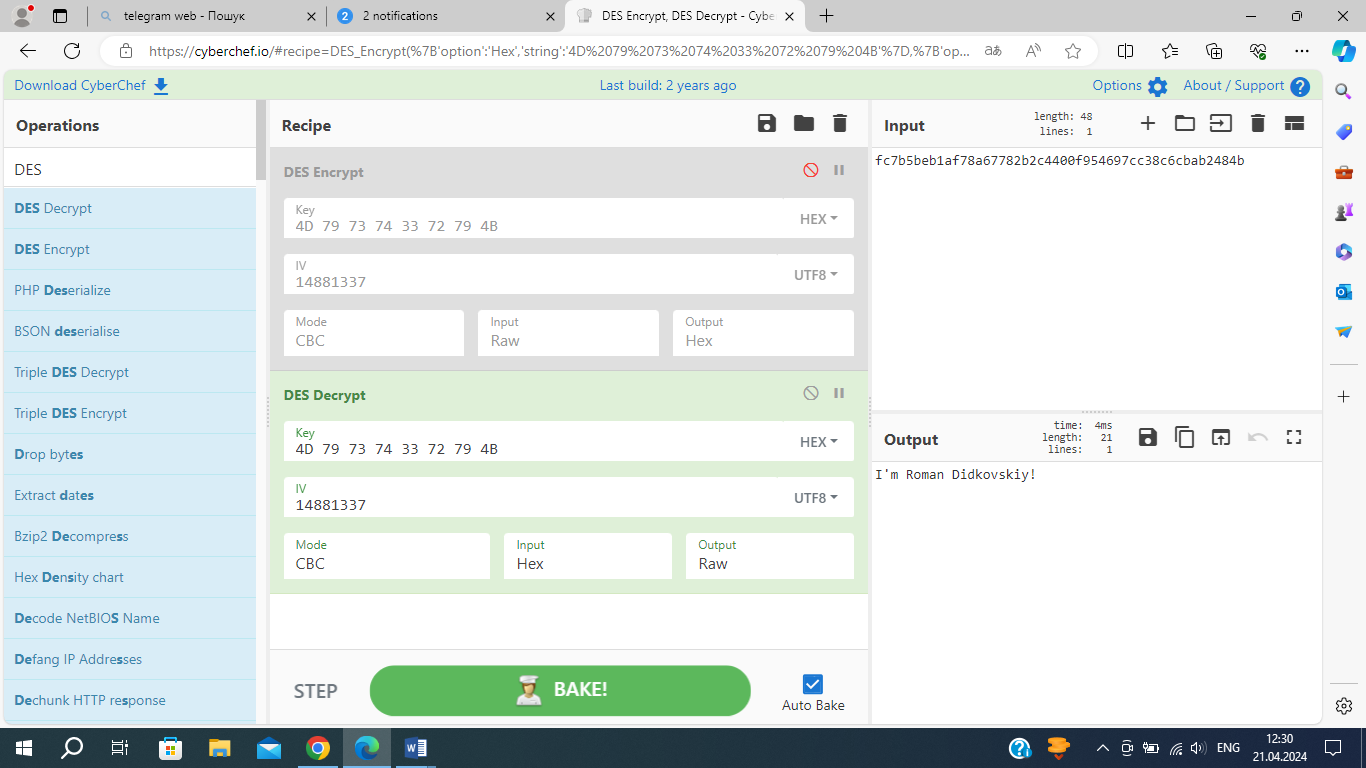 telegram web - Пошук
2 notifications
DES Encrypt, DES Decrypt - Cybe
https://cyberchef.io/#recipe=DES_Encrypt(%7B'option':'Hex','string':'4D%2079%2073%2074%2033%2072%2079%204B'%7D,%7B'op...
Download CyberChef
Last build: 2 years ago
Options
About / Support
Operations
DES
DES Decrypt
DES Encrypt
PHP Deserialize
BSON deserialise
Triple DES Decrypt
Triple DES Encrypt
Drop bytes
Extract dates
Bzip2 Decompress
Hex Density chart
Decode NetBIOS Name
Defang IP Addresses
Dechunk HTTP response
Recipe
DES Encrypt
Key
4D 79 73 74 33 72 79 4B
HEX
IV
14881337
UTF8
Mode
CBC
Input
Raw
Output
Hex
DES Decrypt
Key
4D 79 73 74 33 72 79 4B
HEX
IV
14881337
UTF8
Mode
CBC
Input
Hex
Output
Raw
STEP
BAKE!
Auto Bake
Input
length: 48
lines: 1
fc7b5beb1af78a67782b2c4400f954697cc38c6cbab2484b
Output
time: 4ms
length: 21
lines: 1
I'm Roman Didkovskiy!
ENG
12:30
21.04.2024